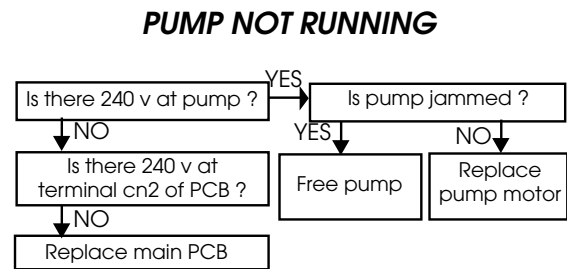 PUMP NOT RUNNING
YES
Is there 240 v at pump ?
Is pump jammed ?
NO
YES
NO
Is there 240 v at
terminal cn2 of PCB ?
Free pump
Replace
pump motor
NO
Replace main PCB